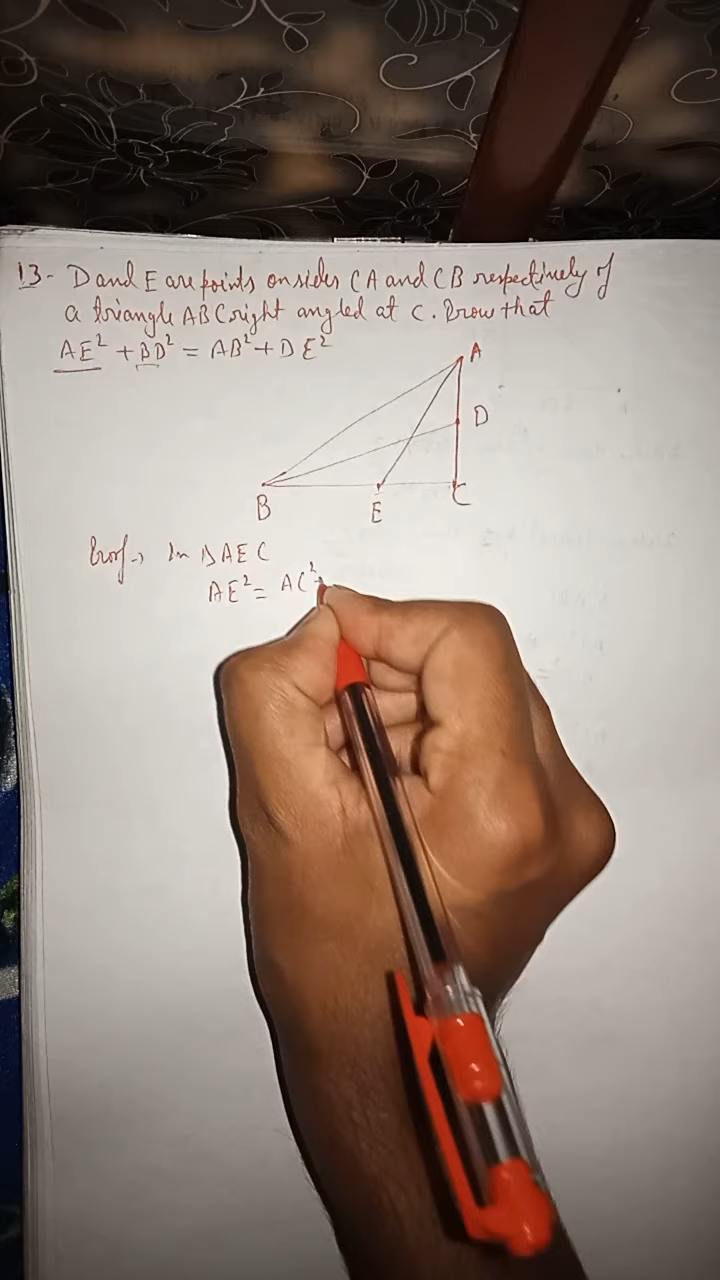 13- D and E are points on sides CA and CB respectively of
a triangle ABC right angled at C. Prove that
AE² + BD² = AB² + DE²
A
D
B
E
C
Proof→ In △AEC
AE² = AC²